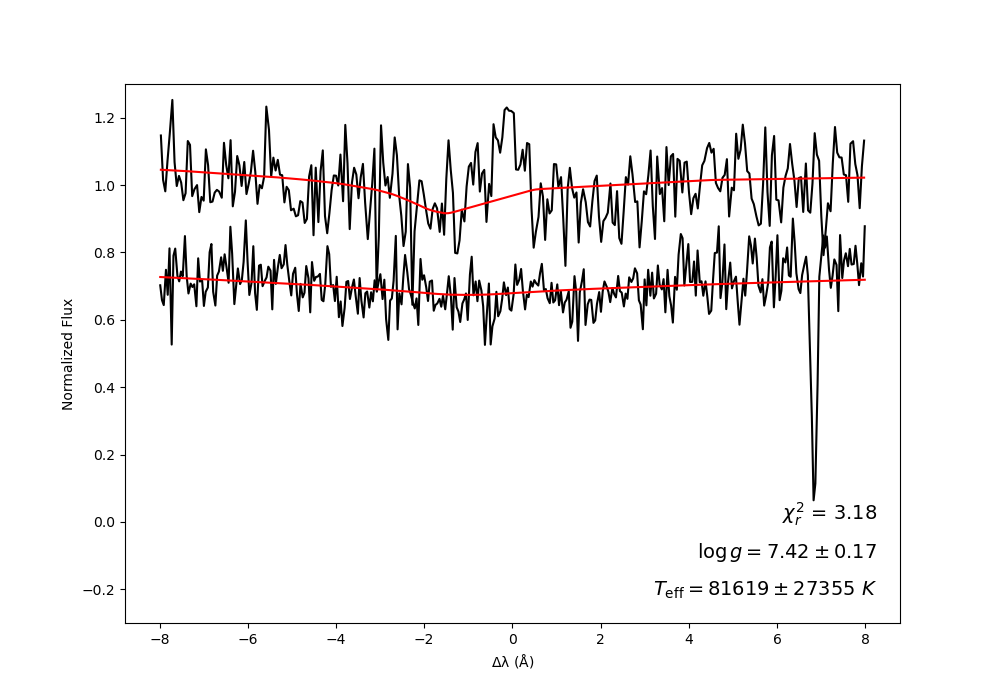 1.2
1.0
0.8
0.6
0.4
0.2
0.0
−0.2
Normalized Flux
χ²ᵣ = 3.18
log g = 7.42 ± 0.17
T_eff = 81619 ± 27355 K
−8 −6 −4 −2 0 2 4 6 8
Δλ (Å)